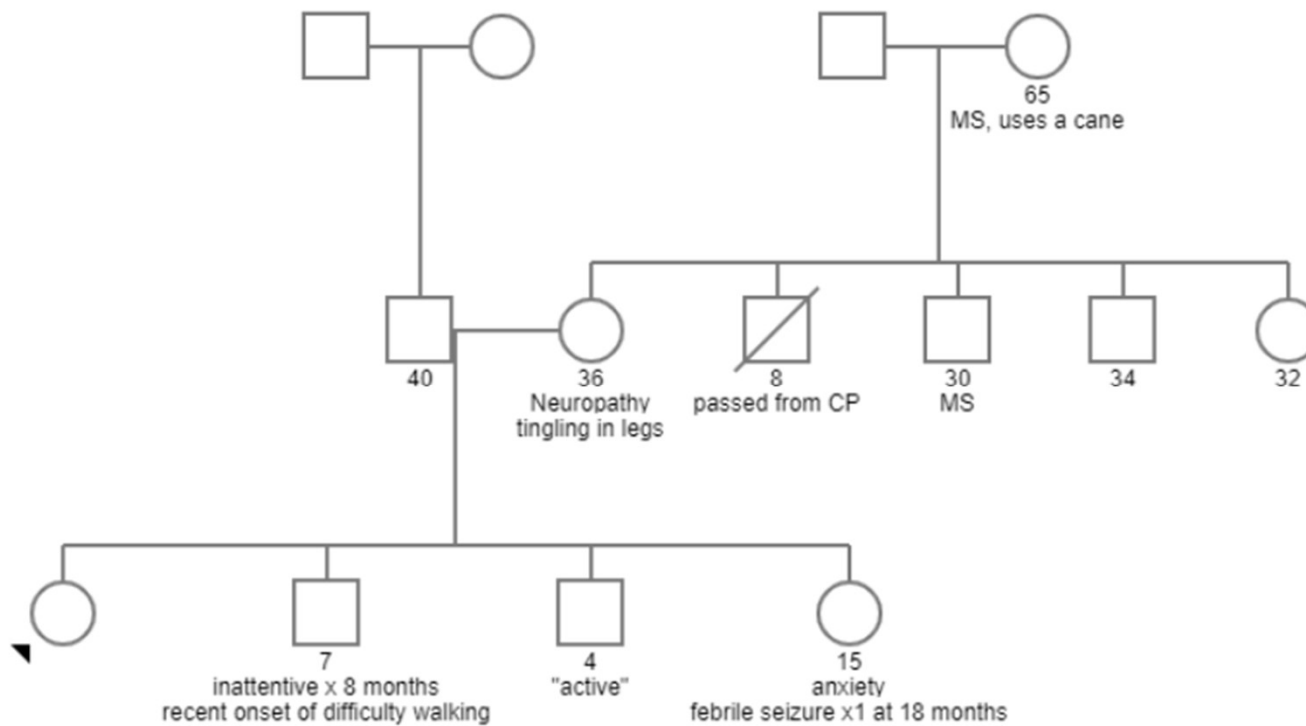 65
MS, uses a cane
40
36
Neuropathy
tingling in legs
8
passed from CP
30
MS
34
32
7
inattentive x 8 months
recent onset of difficulty walking
4
"active"
15
anxiety
febrile seizure x1 at 18 months